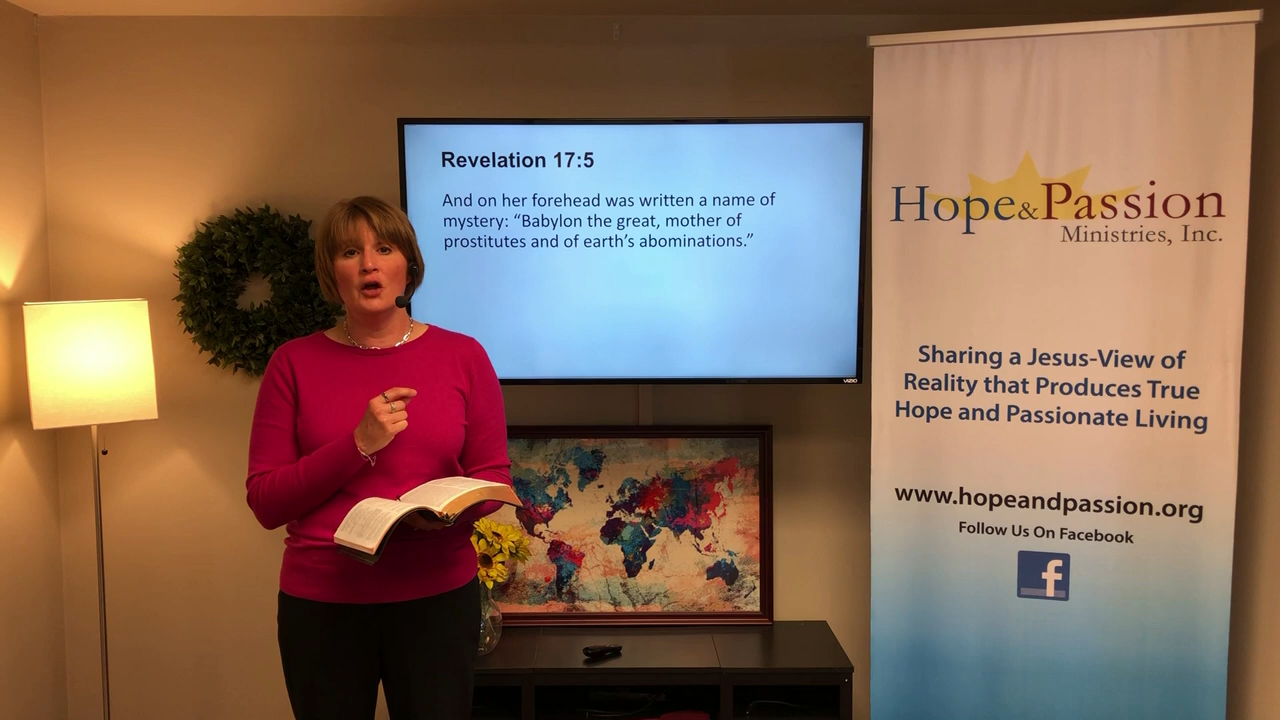 Revelation 17:5
And on her forehead was written a name of
mystery: “Babylon the great, mother of
prostitutes and of earth’s abominations.”
VIZIO
Hope&Passion
Ministries, Inc.
Sharing a Jesus-View of
Reality that Produces True
Hope and Passionate Living
www.hopeandpassion.org
Follow Us On Facebook
f